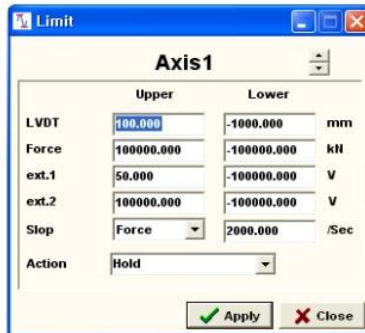 Limit
Axis1
Upper Lower
LVDT 100.000 -1000.000 mm
Force 100000.000 -100000.000 kN
ext.1 50.000 -100000.000 V
ext.2 100000.000 -100000.000 V
Slop Force 2000.000 /Sec
Action Hold
Apply Close